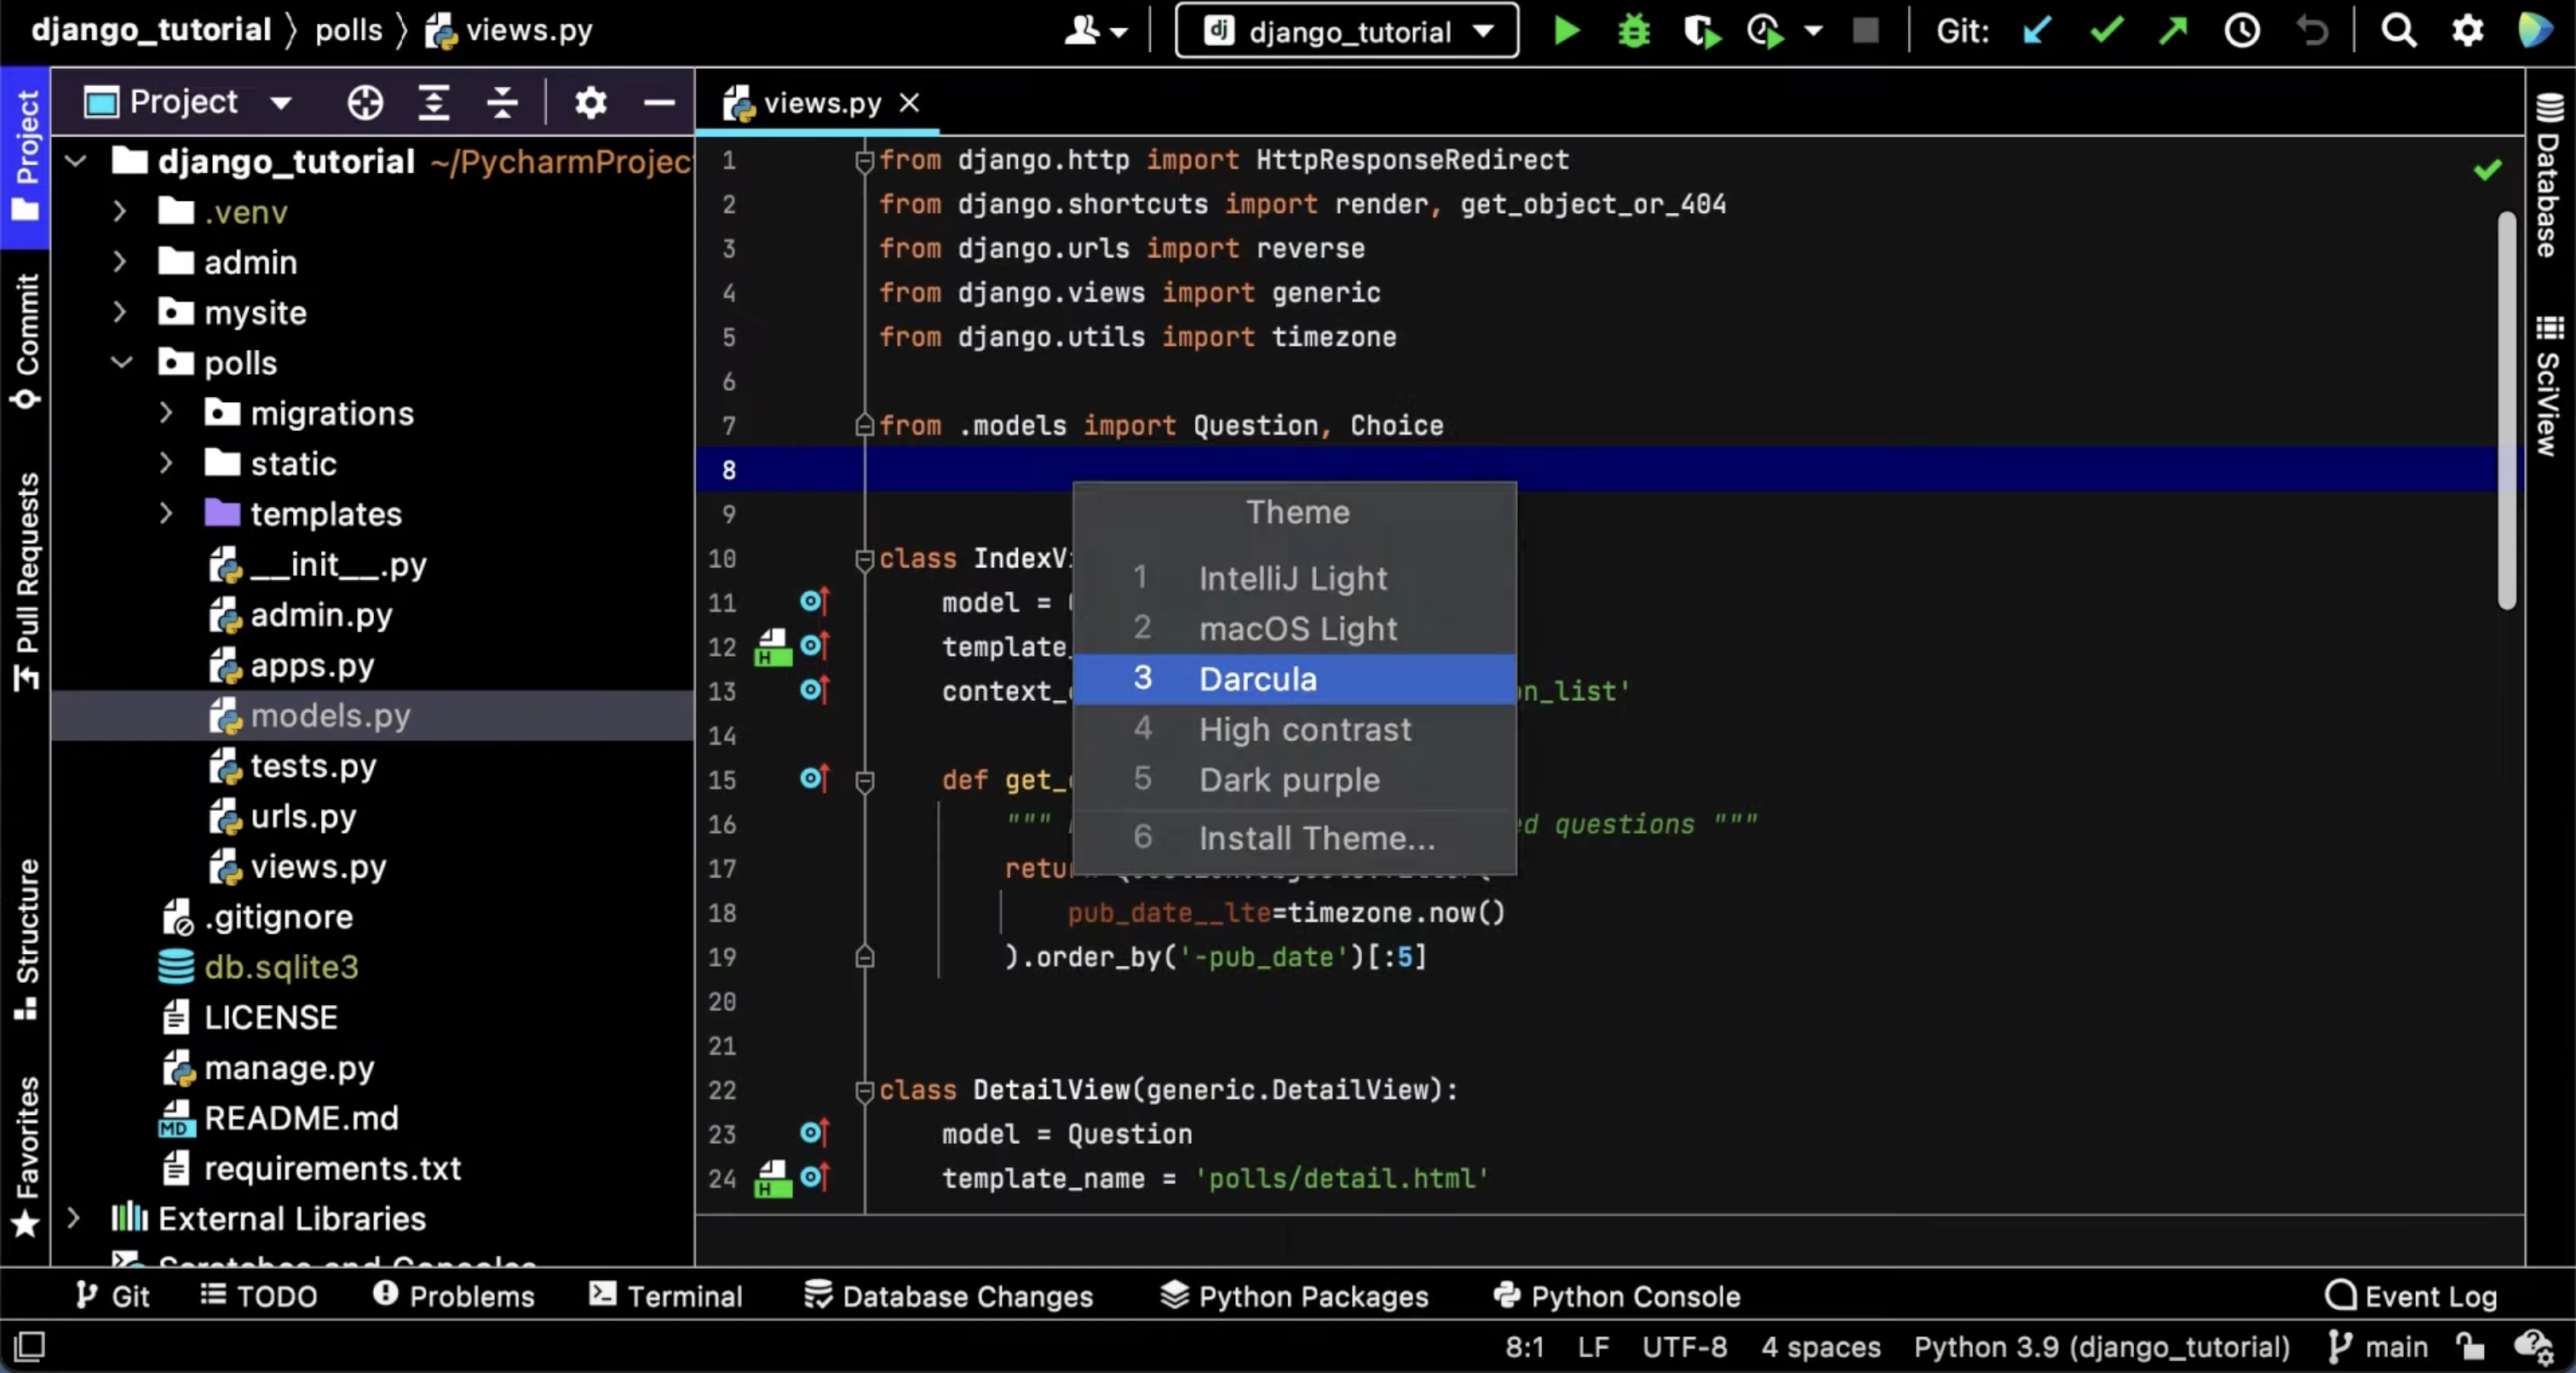 django_tutorial polls views.py
django_tutorial
Git:
Project
Commit
Pull Requests
Structure
Favorites
Project
django_tutorial ~/PycharmProjec
.venv
admin
mysite
polls
migrations
static
templates
__init__.py
admin.py
apps.py
models.py
tests.py
urls.py
views.py
.gitignore
db.sqlite3
LICENSE
manage.py
README.md
requirements.txt
External Libraries
Scratches and Consoles
views.py
1 from django.http import HttpResponseRedirect
2 from django.shortcuts import render, get_object_or_404
3 from django.urls import reverse
4 from django.views import generic
5 from django.utils import timezone
6
7 from .models import Question, Choice
8
9
10 class IndexV
11 model =
12 template_
13 context_ n_list'
14
15 def get_
16 """ ed questions """
17 retur
18 pub_date__lte=timezone.now()
19 ).order_by('-pub_date')[:5]
20
21
22 class DetailView(generic.DetailView):
23 model = Question
24 template_name = 'polls/detail.html'
Theme
1 IntelliJ Light
2 macOS Light
3 Darcula
4 High contrast
5 Dark purple
6 Install Theme...
Database
SciView
Git TODO Problems Terminal Database Changes Python Packages Python Console Event Log
8:1 LF UTF-8 4 spaces Python 3.9 (django_tutorial) main